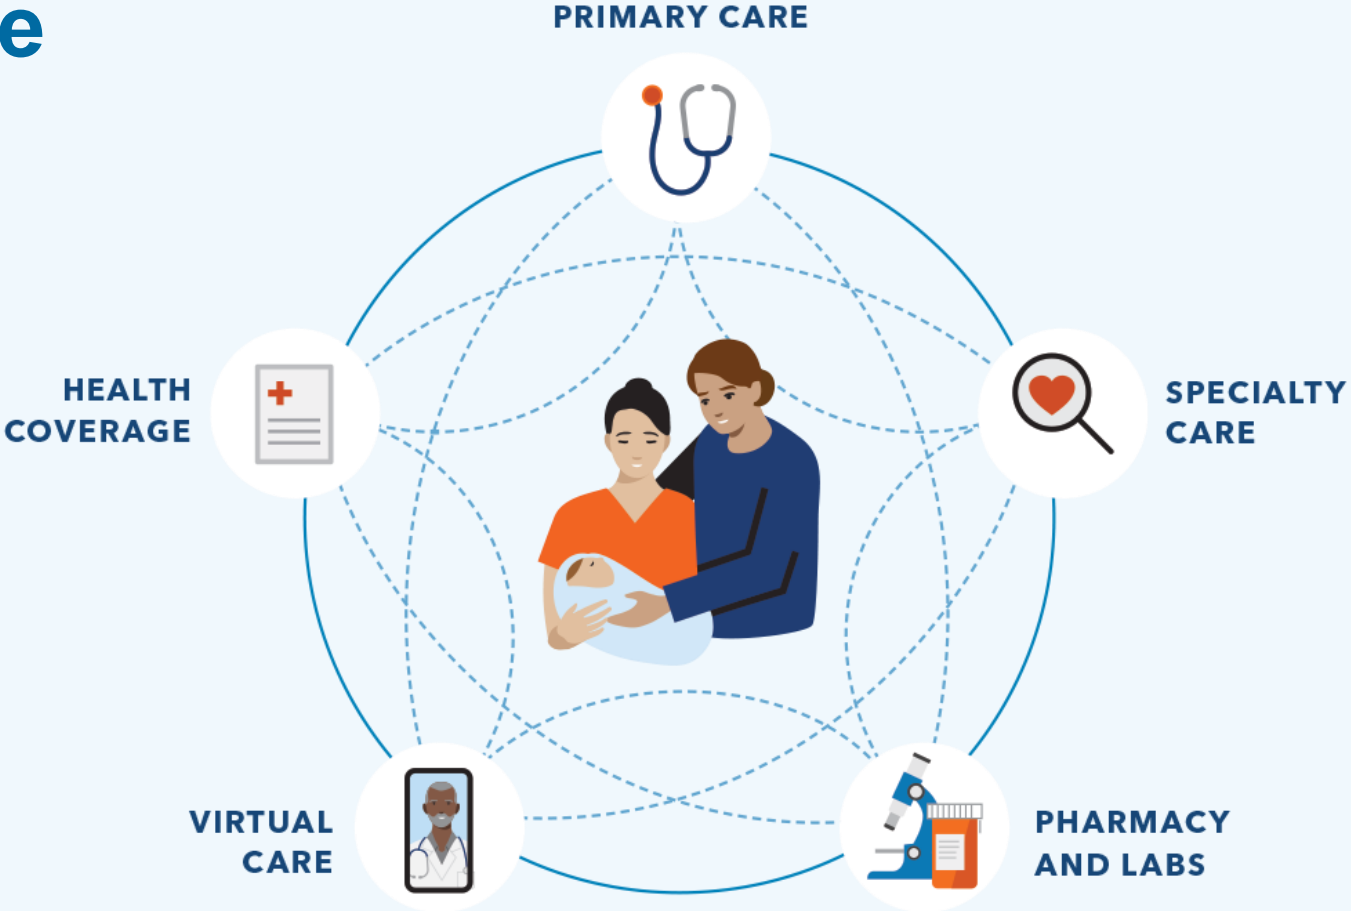 e
PRIMARY CARE
HEALTH
COVERAGE
SPECIALTY
CARE
VIRTUAL
CARE
PHARMACY
AND LABS